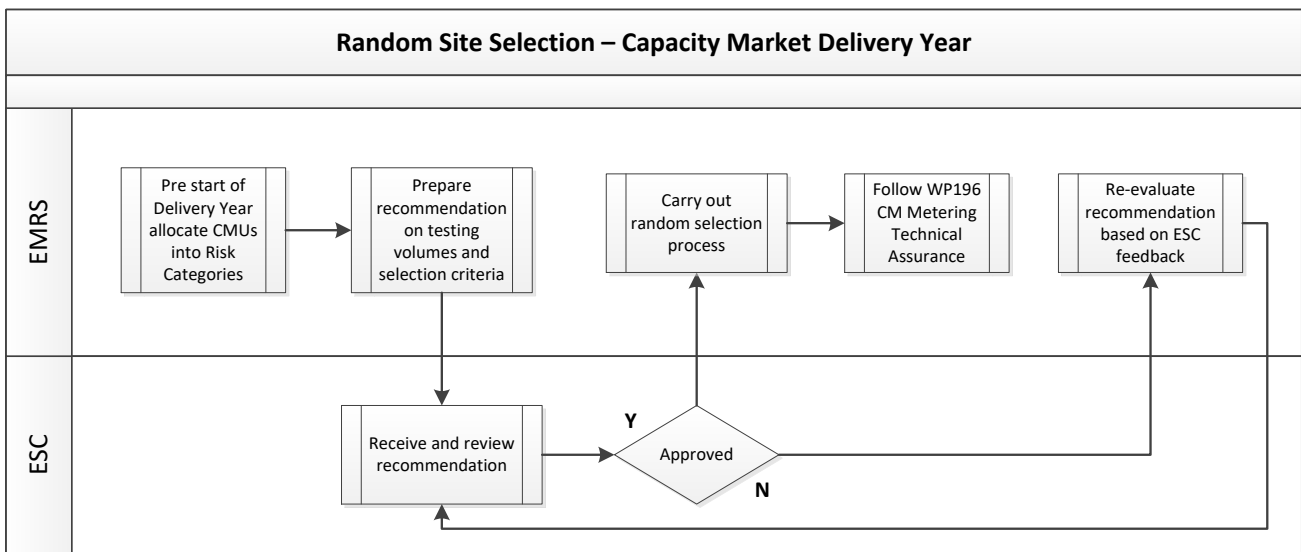 Random Site Selection – Capacity Market Delivery Year
EMRS
Pre start of
Delivery Year
allocate CMUs
into Risk
Categories
Prepare
recommendation
on testing
volumes and
selection criteria
Carry out
random selection
process
Follow WP196
CM Metering
Technical
Assurance
Re-evaluate
recommendation
based on ESC
feedback
ESC
Receive and review
recommendation
Y
Approved
N